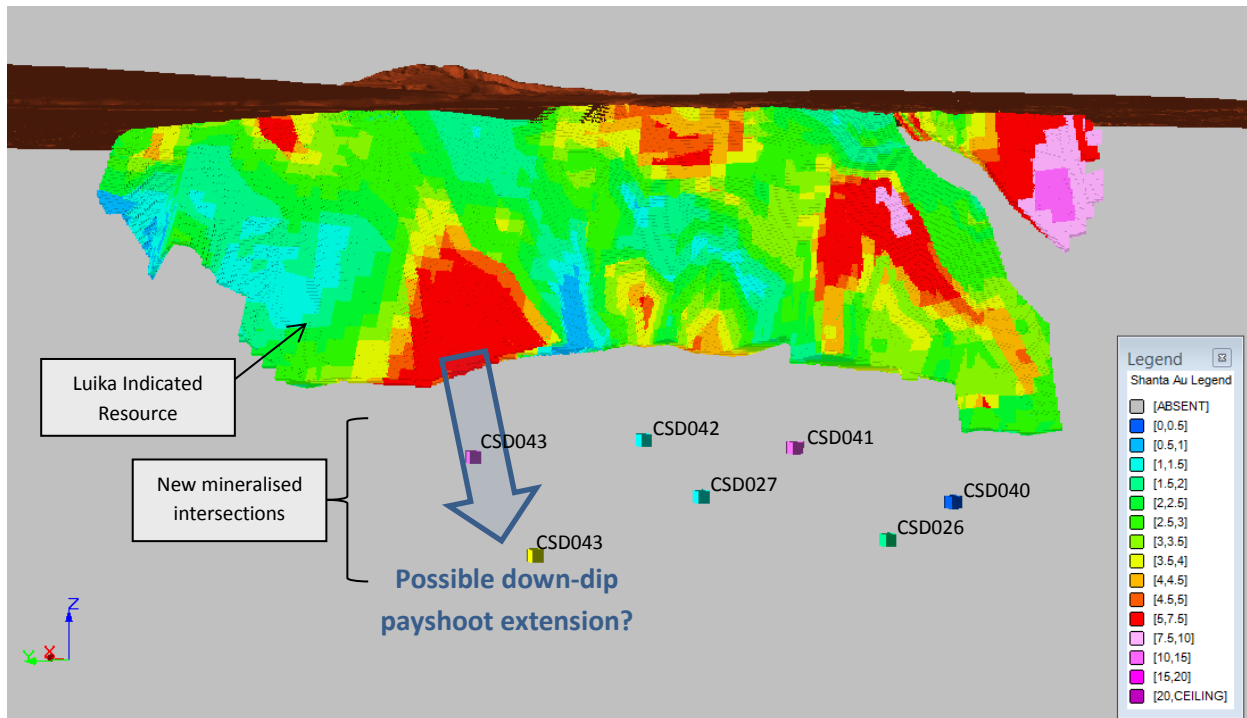 Luika Indicated
Resource
New mineralised
intersections
CSD043
CSD042
CSD041
CSD027
CSD040
CSD026
CSD043
Possible down-dip
payshoot extension?
Z
Y
X
Legend
Shanta Au Legend
[ABSENT]
[0,0.5]
[0.5,1]
[1,1.5]
[1.5,2]
[2,2.5]
[2.5,3]
[3,3.5]
[3.5,4]
[4,4.5]
[4.5,5]
[5,7.5]
[7.5,10]
[10,15]
[15,20]
[20,CEILING]